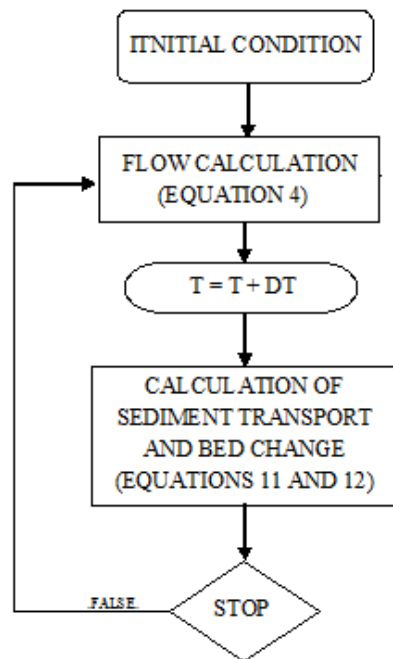 ITNITIAL CONDITION
FLOW CALCULATION
(EQUATION 4)
T = T + DT
CALCULATION OF
SEDIMENT TRANSPORT
AND BED CHANGE
(EQUATIONS 11 AND 12)
.FALSE.
STOP